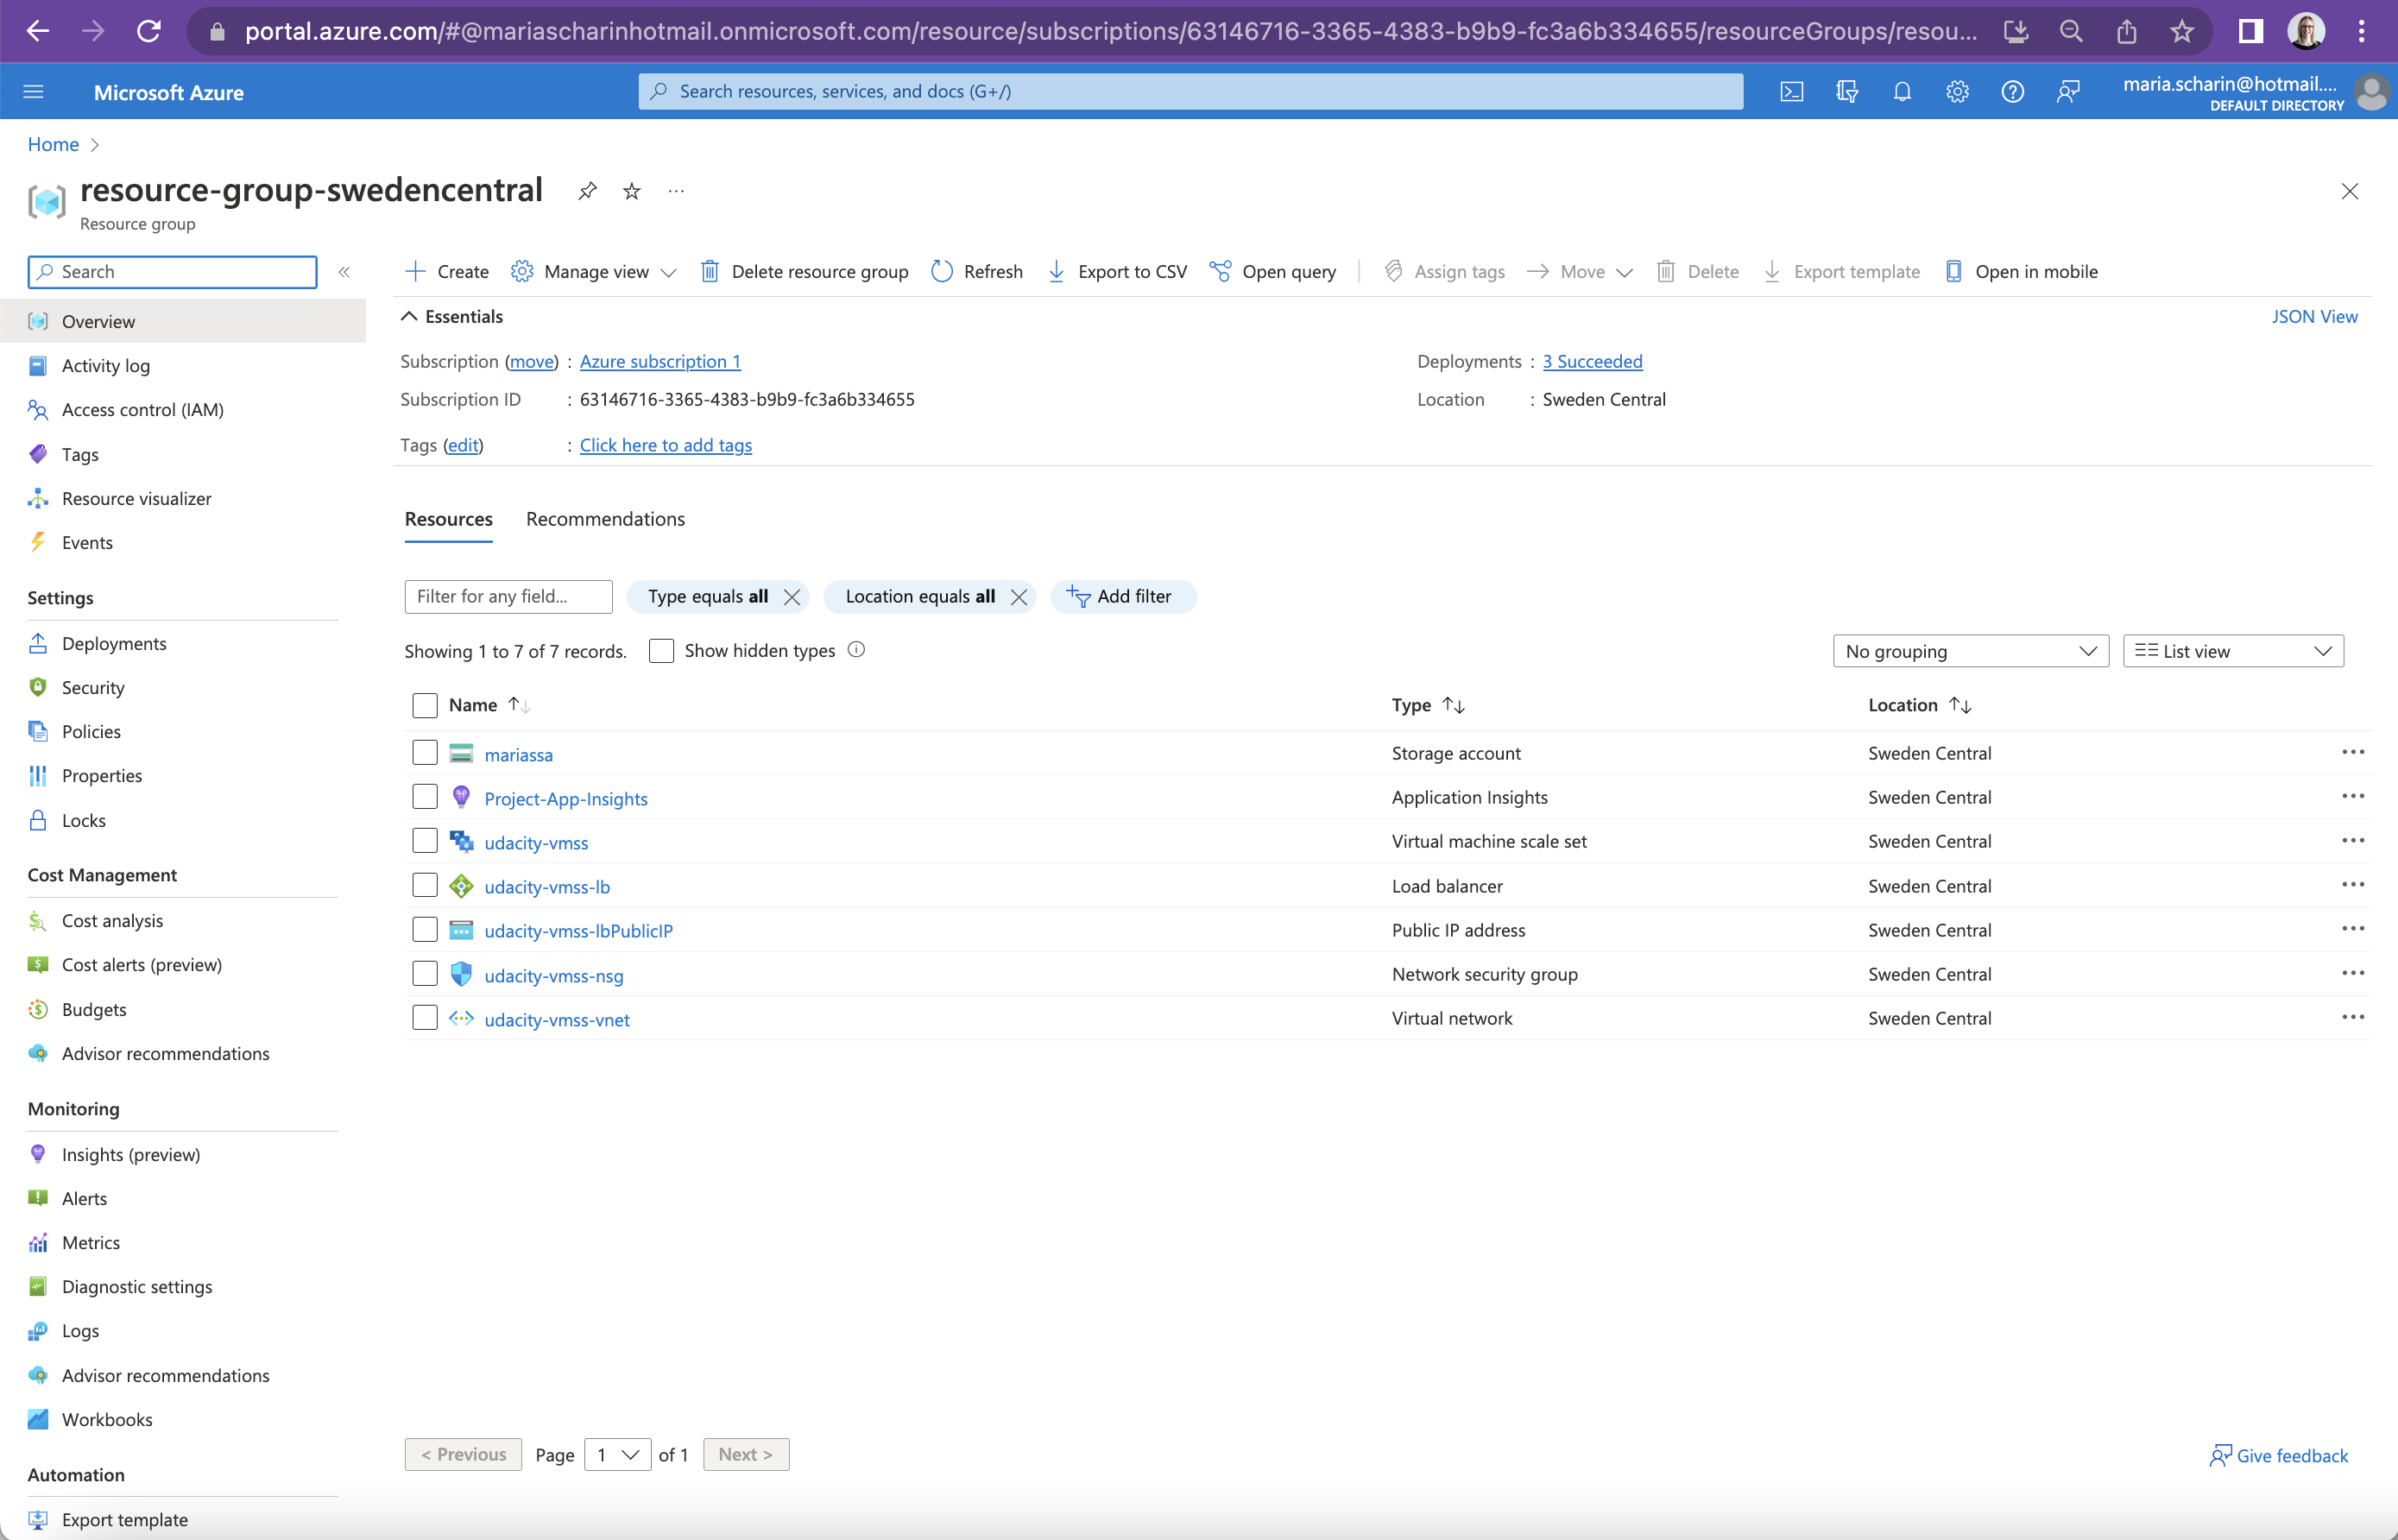 portal.azure.com/#@mariascharinhotmail.onmicrosoft.com/resource/subscriptions/63146716-3365-4383-b9b9-fc3a6b334655/resourceGroups/resou...
Microsoft Azure
Search resources, services, and docs (G+/)
maria.scharin@hotmail....
DEFAULT DIRECTORY
Home >
resource-group-swedencentral
Resource group
Search
Create
Manage view
Delete resource group
Refresh
Export to CSV
Open query
Assign tags
Move
Delete
Export template
Open in mobile
Overview
Activity log
Access control (IAM)
Tags
Resource visualizer
Events
Settings
Deployments
Security
Policies
Properties
Locks
Cost Management
Cost analysis
Cost alerts (preview)
Budgets
Advisor recommendations
Monitoring
Insights (preview)
Alerts
Metrics
Diagnostic settings
Logs
Advisor recommendations
Workbooks
Automation
Export template
Essentials
JSON View
Subscription (move) : Azure subscription 1
Deployments : 3 Succeeded
Subscription ID : 63146716-3365-4383-b9b9-fc3a6b334655
Location : Sweden Central
Tags (edit) : Click here to add tags
Resources Recommendations
Filter for any field... Type equals all Location equals all Add filter
Showing 1 to 7 of 7 records. Show hidden types
No grouping List view
Name Type Location
mariassa Storage account Sweden Central
Project-App-Insights Application Insights Sweden Central
udacity-vmss Virtual machine scale set Sweden Central
udacity-vmss-lb Load balancer Sweden Central
udacity-vmss-lbPublicIP Public IP address Sweden Central
udacity-vmss-nsg Network security group Sweden Central
udacity-vmss-vnet Virtual network Sweden Central
< Previous Page 1 of 1 Next >
Give feedback